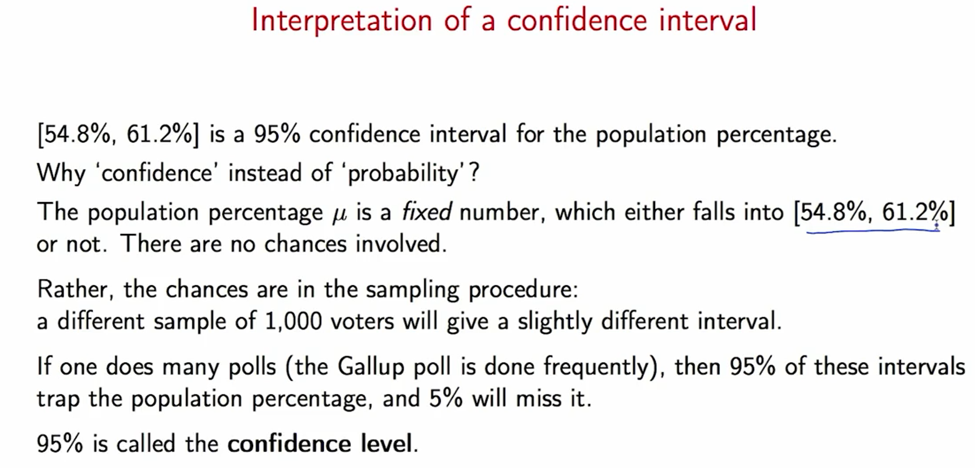 Interpretation of a confidence interval
[54.8%, 61.2%] is a 95% confidence interval for the population percentage.
Why ‘confidence’ instead of ‘probability’?
The population percentage μ is a fixed number, which either falls into [54.8%, 61.2%]
or not. There are no chances involved.
Rather, the chances are in the sampling procedure:
a different sample of 1,000 voters will give a slightly different interval.
If one does many polls (the Gallup poll is done frequently), then 95% of these intervals
trap the population percentage, and 5% will miss it.
95% is called the confidence level.